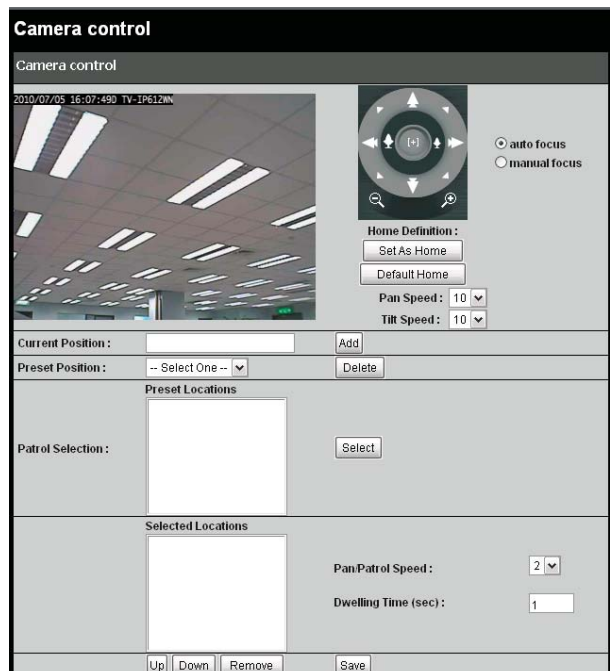 Camera control
Camera control
2010/07/05 16:07:49D TV-IP612WN
[+]
auto focus
manual focus
Home Definition :
Set As Home
Default Home
Pan Speed : 10
Tilt Speed : 10
Current Position : Add
Preset Position : -- Select One -- Delete
Preset Locations
Patrol Selection : Select
Selected Locations
Pan/Patrol Speed : 2
Dwelling Time (sec) : 1
Up Down Remove Save